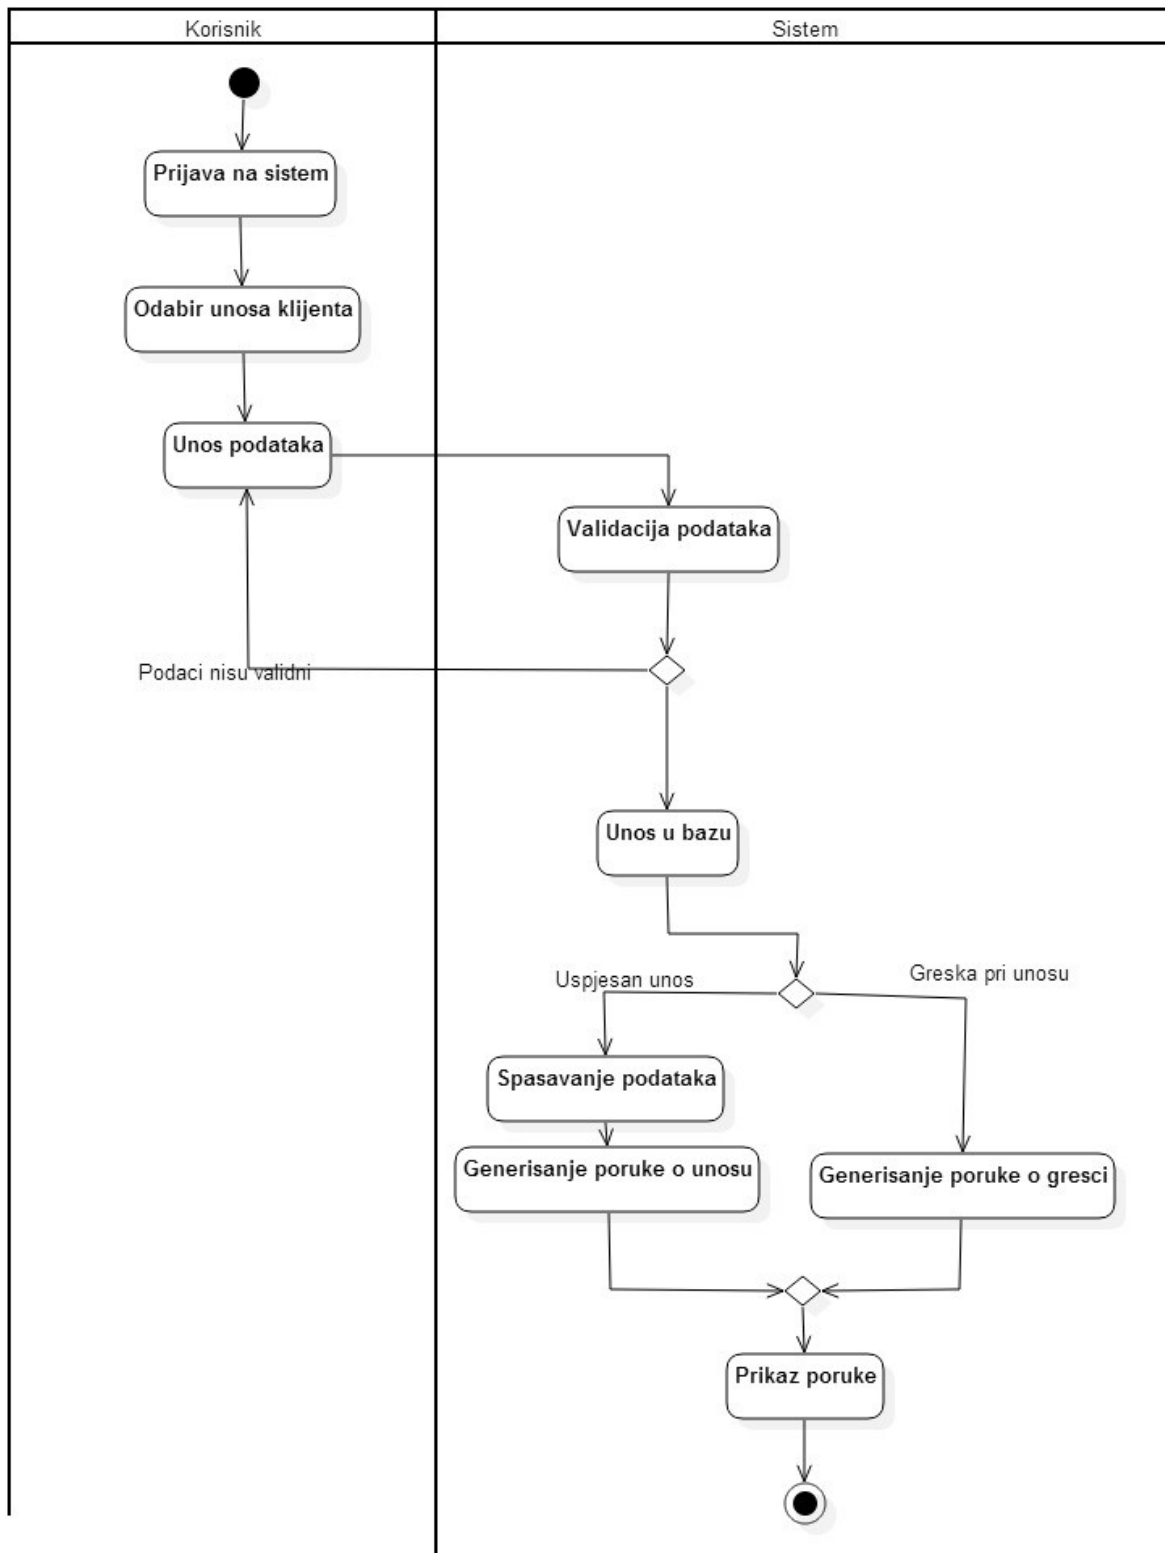 Korisnik
Sistem
Prijava na sistem
Odabir unosa klijenta
Unos podataka
Validacija podataka
Podaci nisu validni
Unos u bazu
Uspjesan unos
Greska pri unosu
Spasavanje podataka
Generisanje poruke o unosu
Generisanje poruke o gresci
Prikaz poruke